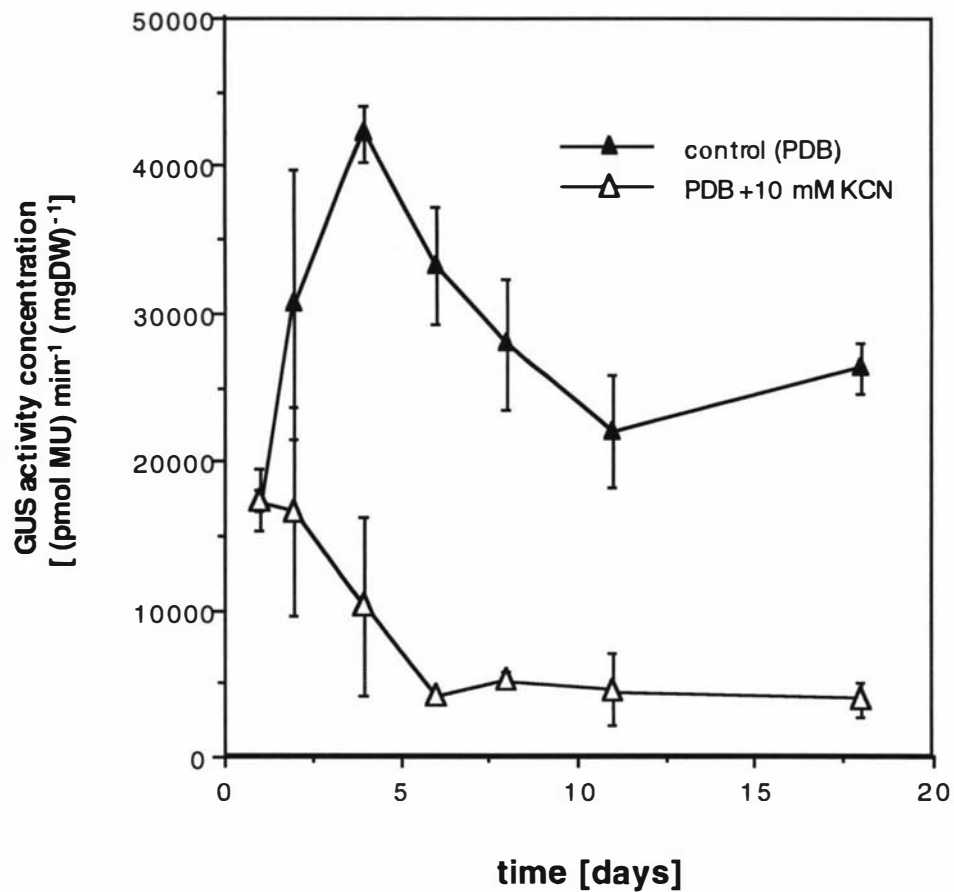 50000
40000
30000
20000
10000
0
GUS activity concentration
[ (pmol MU) min⁻¹ (mgDW)⁻¹]
control (PDB)
PDB +10 mM KCN
0 5 10 15 20
time [days]